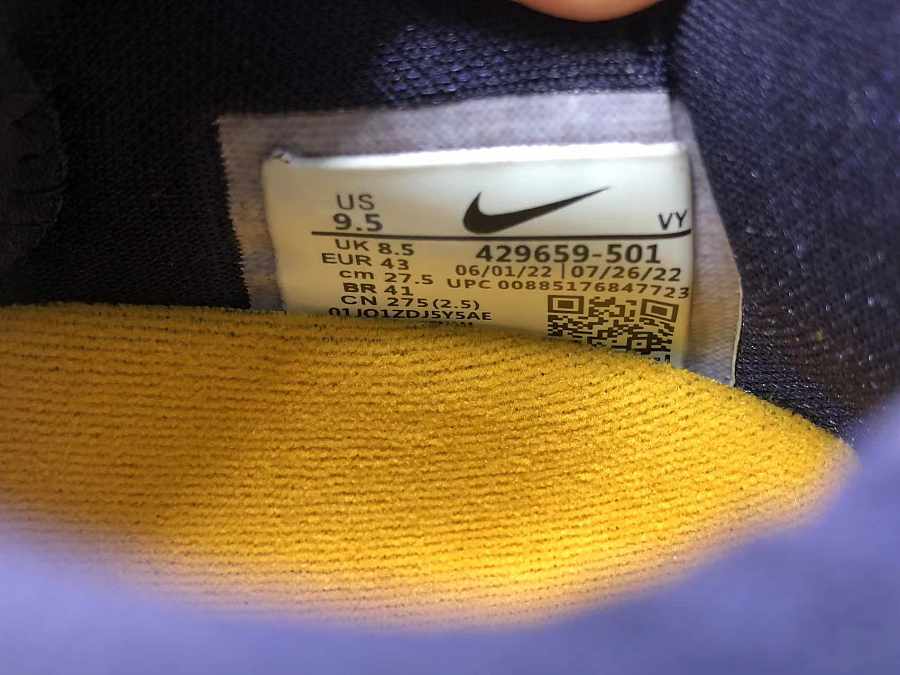 US
9.5
VY
UK 8.5
EUR 43
cm 27.5
BR 41
CN 275(2.5)
01JO1ZDJ5Y5AE
429659-501
06/01/22 | 07/26/22
UPC 00885176847723